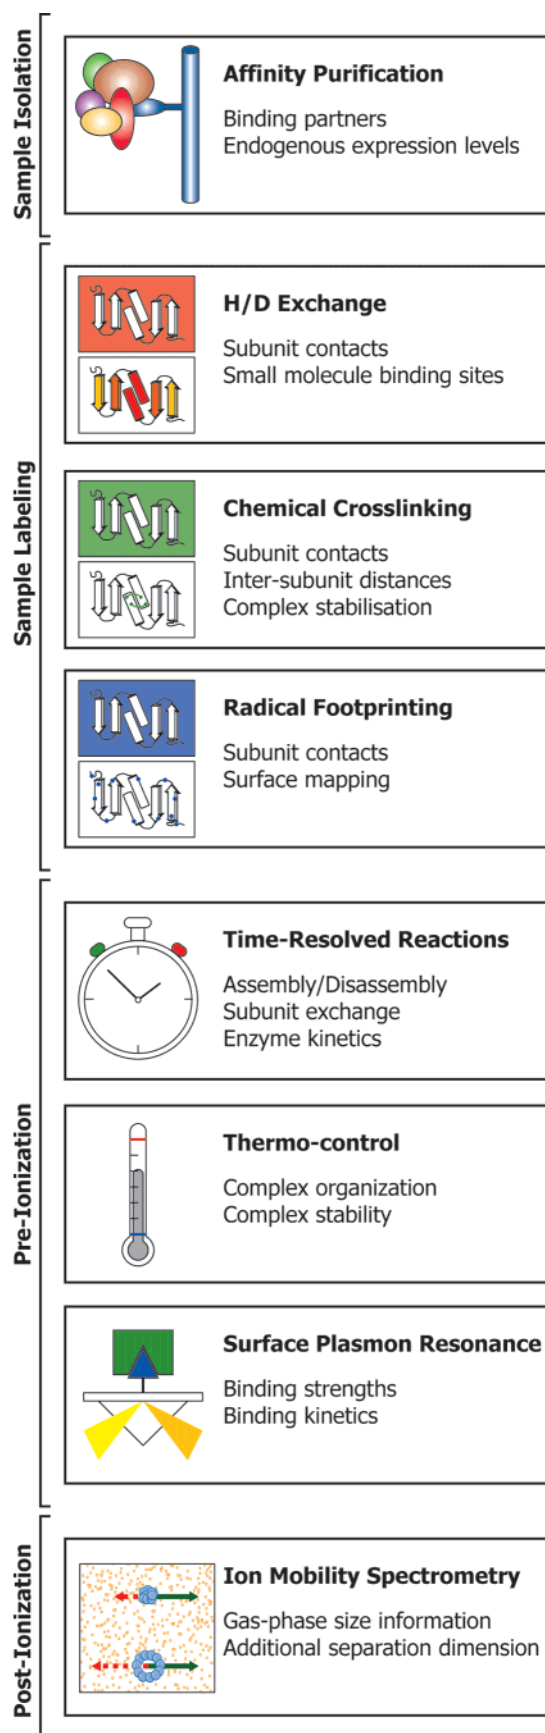 Sample Isolation
Affinity Purification
Binding partners
Endogenous expression levels
Sample Labeling
H/D Exchange
Subunit contacts
Small molecule binding sites
Chemical Crosslinking
Subunit contacts
Inter-subunit distances
Complex stabilisation
Radical Footprinting
Subunit contacts
Surface mapping
Pre-Ionization
Time-Resolved Reactions
Assembly/Disassembly
Subunit exchange
Enzyme kinetics
Thermo-control
Complex organization
Complex stability
Surface Plasmon Resonance
Binding strengths
Binding kinetics
Post-Ionization
Ion Mobility Spectrometry
Gas-phase size information
Additional separation dimension